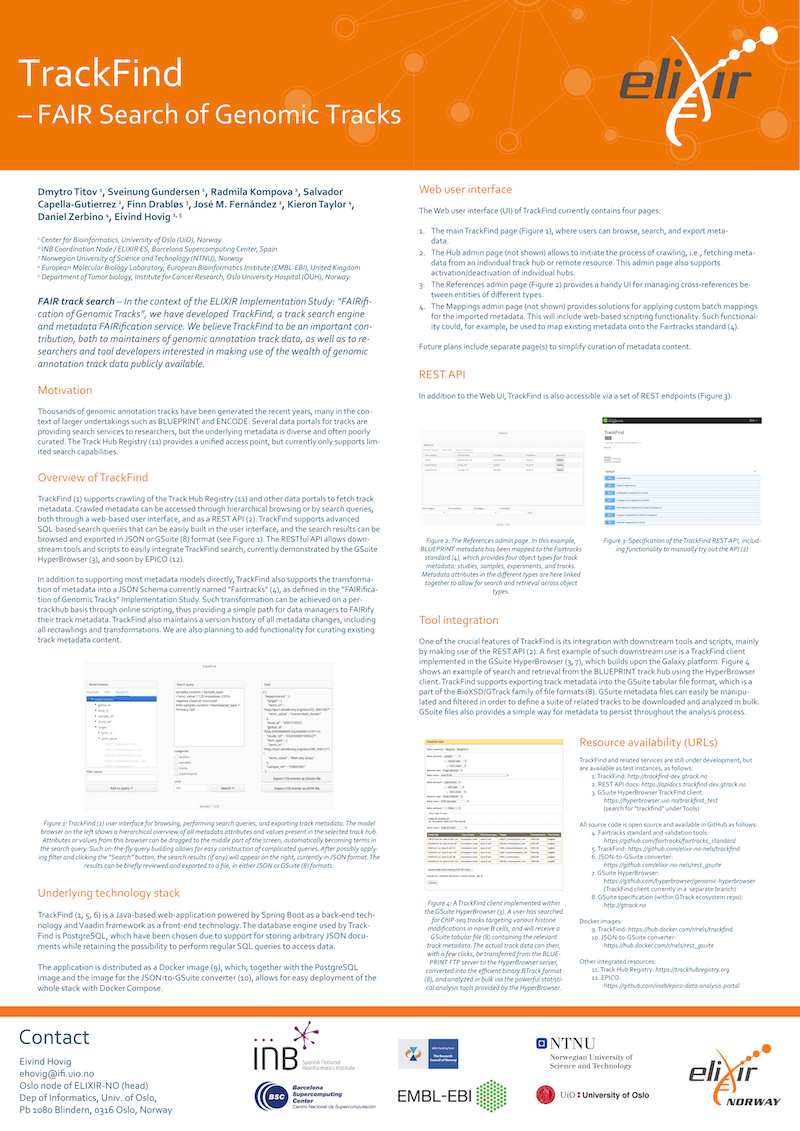 TrackFind
– FAIR Search of Genomic Tracks
elixir
Dmytro Titov ¹, Sveinung Gundersen ¹, Radmila Kompova ¹, Salvador
Capella-Gutierrez ², Finn Drabløs ³, José M. Fernández ², Kieron Taylor ⁴,
Daniel Zerbino ⁴, Eivind Hovig ¹, ⁵
¹ Center for Bioinformatics, University of Oslo (UiO), Norway
² INB Coordination Node / ELIXIR ES, Barcelona Supercomputing Center, Spain
³ Norwegian University of Science and Technology (NTNU), Norway
⁴ European Molecular Biology Laboratory, European Bioinformatics Institute (EMBL-EBI), United Kingdom
⁵ Department of Tumor biology, Institute for Cancer Research, Oslo University Hospital (OUH), Norway
FAIR track search – In the context of the ELIXIR Implementation Study: "FAIRifi-
cation of Genomic Tracks", we have developed TrackFind, a track search engine
and metadata FAIRification service. We believe TrackFind to be an important con-
tribution, both to maintainers of genomic annotation track data, as well as to re-
searchers and tool developers interested in making use of the wealth of genomic
annotation track data publicly available.
Motivation
Thousands of genomic annotation tracks have been generated the recent years, many in the con-
text of larger undertakings such as BLUEPRINT and ENCODE. Several data portals for tracks are
providing search services to researchers, but the underlying metadata is diverse and often poorly
curated. The Track Hub Registry (11) provides a unified access point, but currently only supports lim-
ited search capabilities.
Overview of TrackFind
TrackFind (1) supports crawling of the Track Hub Registry (11) and other data portals to fetch track
metadata. Crawled metadata can be accessed through hierarchical browsing or by search queries,
both through a web-based user interface, and as a REST API (2). TrackFind supports advanced
SQL-based search queries that can be easily built in the user interface, and the search results can be
browsed and exported in JSON or GSuite (8) format (see Figure 1). The RESTful API allows down-
stream tools and scripts to easily integrate TrackFind search, currently demonstrated by the GSuite
HyperBrowser (3), and soon by EPICO (12).
In addition to supporting most metadata models directly, TrackFind also supports the transforma-
tion of metadata into a JSON Schema currently named "Fairtracks" (4), as defined in the "FAIRifica-
tion of Genomic Tracks" Implementation Study. Such transformation can be achieved on a per-
trackhub basis through online scripting, thus providing a simple path for data managers to FAIRify
their track metadata. TrackFind also maintains a version history of all metadata changes, including
all recrawlings and transformations. We are also planning to add functionality for curating existing
track metadata content.
TrackFind
Model browser
Search query
Data
Categories
Limit
Add to query
Search
Figure 1: TrackFind (1) user interface for browsing, performing search queries, and exporting track metadata. The model
browser on the left shows a hierarchical overview of all metadata attributes and values present in the selected track hub.
Attributes or values from this browser can be dragged to the middle part of the screen, automatically becoming terms in
the search query. Such on-the-fly query building allows for easy construction of complicated queries. After possibly apply-
ing filter and clicking the "Search" button, the search results (if any) will appear on the right, currently in JSON format. The
results can be briefly reviewed and exported to a file, in either JSON or GSuite (8) formats.
Underlying technology stack
TrackFind (1, 5, 6) is a Java-based web-application powered by Spring Boot as a back-end tech-
nology and Vaadin framework as a front-end technology. The database engine used by Track-
Find is PostgreSQL, which have been chosen due to support for storing arbitrary JSON docu-
ments while retaining the possibility to perform regular SQL queries to access data.
The application is distributed as a Docker image (9), which, together with the PostgreSQL
image and the image for the JSON-to-GSuite converter (10), allows for easy deployment of the
whole stack with Docker Compose.
Web user interface
The Web user interface (UI) of TrackFind currently contains four pages:
1. The main TrackFind page (Figure 1), where users can browse, search, and export meta-
data.
2. The Hub admin page (not shown) allows to initiate the process of crawling, i.e., fetching meta-
data from an individual track hub or remote resource. This admin page also supports
activation/deactivation of individual hubs.
3. The References admin page (Figure 2) provides a handy UI for managing cross-references be-
tween entities of different types.
4. The Mappings admin page (not shown) provides solutions for applying custom batch mappings
for the imported metadata. This will include web-based scripting functionality. Such functional-
ity could, for example, be used to map existing metadata onto the Fairtracks standard (4).
Future plans include separate page(s) to simplify curation of metadata content.
REST API
In addition to the Web UI, TrackFind is also accessible via a set of REST endpoints (Figure 3).
TrackFind
default
Figure 2: The References admin page. In this example,
BLUEPRINT metadata has been mapped to the Fairtracks
standard (4), which provides four object types for track
metadata: studies, samples, experiments, and tracks.
Metadata attributes in the different types are here linked
together to allow for search and retrieval across object
types.
Figure 3: Specification of the TrackFind REST API, includ-
ing functionality to manually try out the API (2)
Tool integration
One of the crucial features of TrackFind is its integration with downstream tools and scripts, mainly
by making use of the REST API (2). A first example of such downstream use is a TrackFind client
implemented in the GSuite HyperBrowser (3, 7), which builds upon the Galaxy platform. Figure 4
shows an example of search and retrieval from the BLUEPRINT track hub using the HyperBrowser
client. TrackFind supports exporting track metadata into the GSuite tabular file format, which is a
part of the BioXSD/GTrack family of file formats (8). GSuite metadata files can easily be manipu-
lated and filtered in order to define a suite of related tracks to be downloaded and analyzed in bulk.
GSuite files also provides a simple way for metadata to persist throughout the analysis process.
Figure 4: A TrackFind client implemented within
the GSuite HyperBrowser (3). A user has searched
for ChIP-seq tracks targeting various histone
modifications in naive B cells, and will receive a
GSuite tabular file (8) containing the relevant
track metadata. The actual track data can then,
with a few clicks, be transferred from the BLUE-
PRINT FTP server to the HyperBrowser server,
converted into the efficient binary BTrack format
(8), and analyzed in bulk via the powerful statisti-
cal analysis tools provided by the HyperBrowser.
Resource availability (URLs)
TrackFind and related services are still under development, but
are available as test instances, as follows:
1. TrackFind: http://trackfind-dev.gtrack.no
2. REST API docs: https://apidocs.trackfind-dev.gtrack.no
3. GSuite HyperBrowser TrackFind client:
https://hyperbrowser.uio.no/trackfind_test
(search for "trackfind" under Tools)
All source code is open source and available in GitHub as follows:
4. Fairtracks standard and validation tools:
https://github.com/fairtracks/fairtracks_standard
5. TrackFind: https://github.com/elixir-no-nels/trackfind
6. JSON-to-GSuite converter:
https://github.com/elixir-no-nels/rest_gsuite
7. GSuite HyperBrowser:
https://github.com/hyperbrowser/genomic-hyperbrowser
(TrackFind client currently in a separate branch)
8. GSuite specification (within GTrack ecosystem repo):
http://gtrack.no
Docker images:
9. TrackFind: https://hub.docker.com/r/nels/trackfind
10. JSON-to-GSuite converter:
https://hub.docker.com/r/nels/rest_gsuite
Other integrated resources:
11. Track Hub Registry: https://trackhubregistry.org
12. EPICO:
https://github.com/inab/epico-data-analysis-portal
Contact
Eivind Hovig
ehovig@ifi.uio.no
Oslo node of ELIXIR-NO (head)
Dep of Informatics, Univ. of Oslo,
Pb 1080 Blindern, 0316 Oslo, Norway
INB Spanish National
Bioinformatics Institute
BSC
Barcelona
Supercomputing
Center
Centro Nacional de Supercomputación
With funding from
The Research
Council of Norway
EMBL-EBI
NTNU
Norwegian University of
Science and Technology
UiO : University of Oslo
elixir
NORWAY